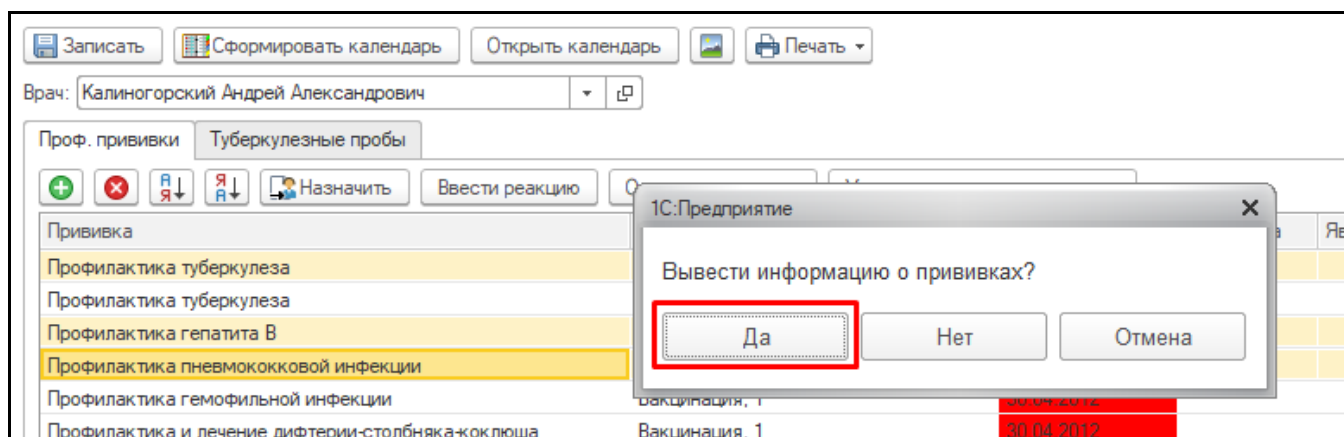 Записать Сформировать календарь Открыть календарь Печать
Врач: Калиногорский Андрей Александрович
Проф. прививки Туберкулезные пробы
Назначить Ввести реакцию
1С:Предприятие
Прививка
Вывести информацию о прививках?
Да Нет Отмена
Профилактика туберкулеза
Профилактика туберкулеза
Профилактика гепатита В
Профилактика пневмококковой инфекции
Профилактика гемофильной инфекции Вакцинация, 1 30.04.2012
Профилактика и лечение дифтерии-столбняка-коклюша Вакцинация, 1 30.04.2012